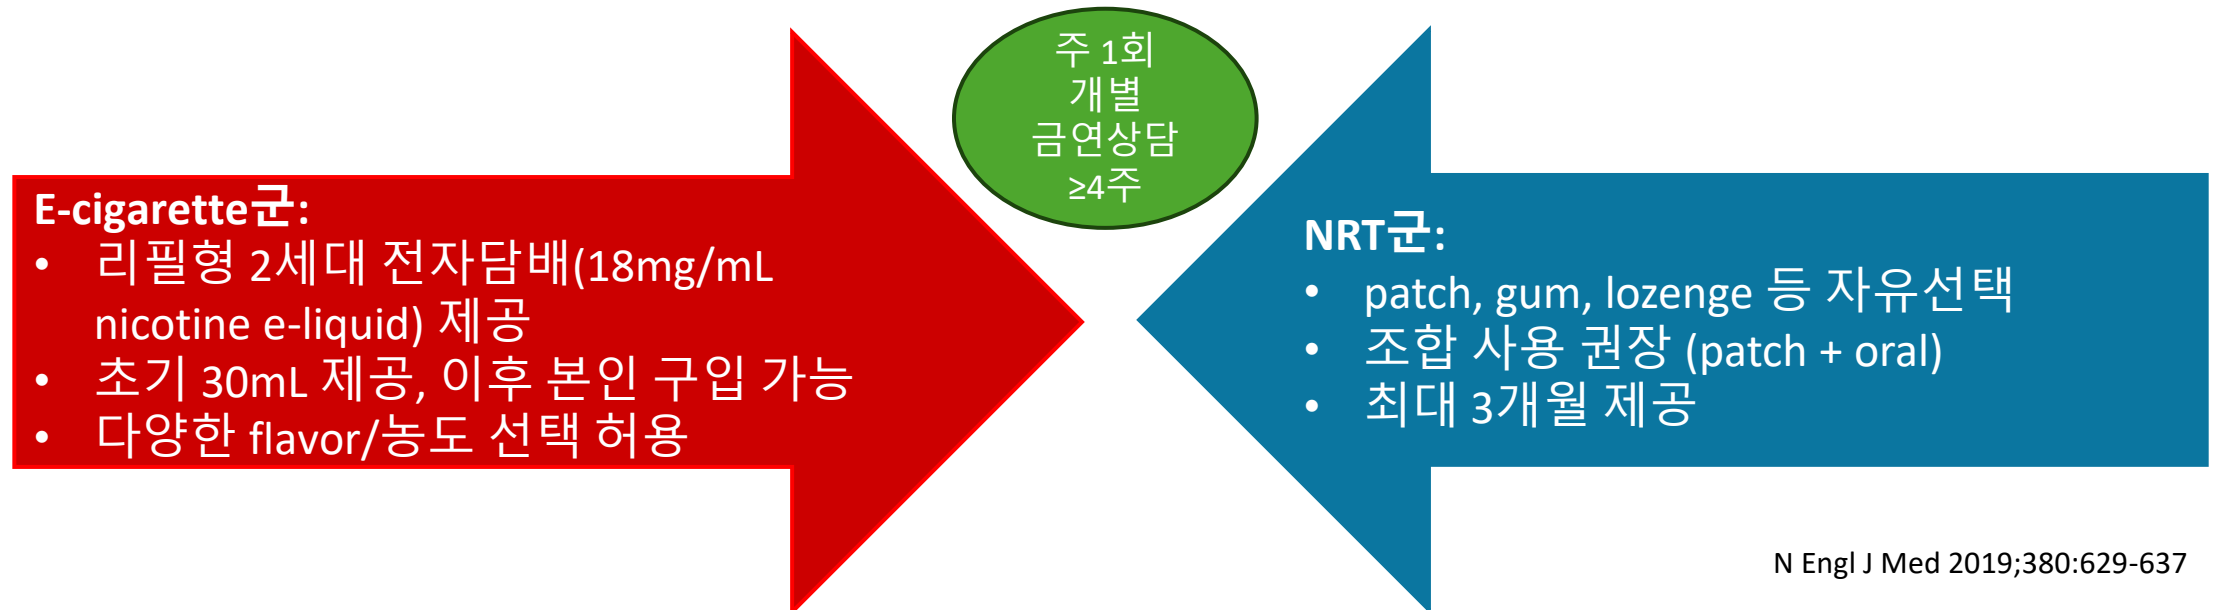 주 1회
개별
금연상담
≥4주
E-cigarette군:
• 리필형 2세대 전자담배(18mg/mL
nicotine e-liquid) 제공
• 초기 30mL 제공, 이후 본인 구입 가능
• 다양한 flavor/농도 선택 허용
NRT군:
• patch, gum, lozenge 등 자유선택
• 조합 사용 권장 (patch + oral)
• 최대 3개월 제공
N Engl J Med 2019;380:629-637